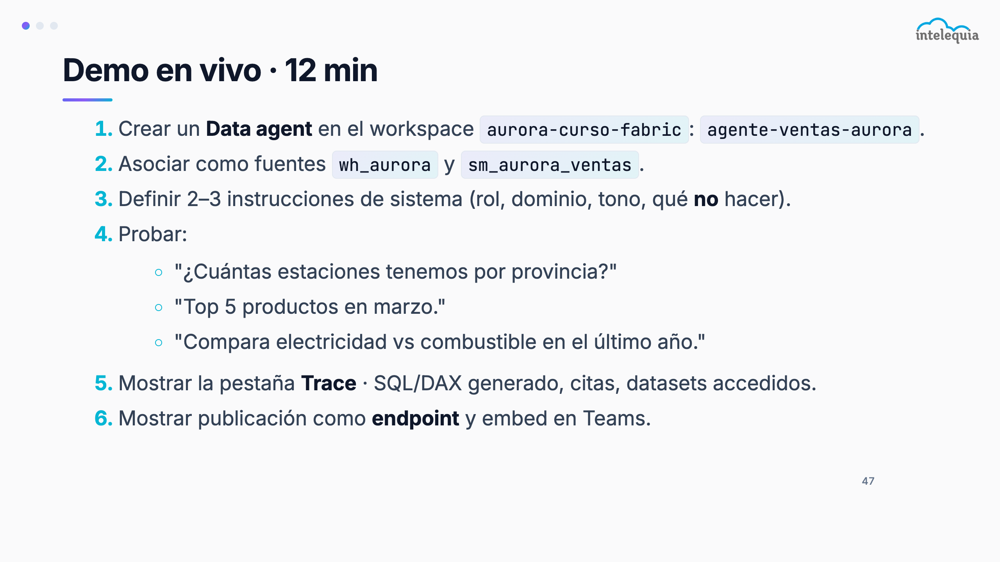 intelequia
Demo en vivo · 12 min
1. Crear un Data agent en el workspace aurora-curso-fabric: agente-ventas-aurora.
2. Asociar como fuentes wh_aurora y sm_aurora_ventas.
3. Definir 2–3 instrucciones de sistema (rol, dominio, tono, qué no hacer).
4. Probar:
○ "¿Cuántas estaciones tenemos por provincia?"
○ "Top 5 productos en marzo."
○ "Compara electricidad vs combustible en el último año."
5. Mostrar la pestaña Trace · SQL/DAX generado, citas, datasets accedidos.
6. Mostrar publicación como endpoint y embed en Teams.
47